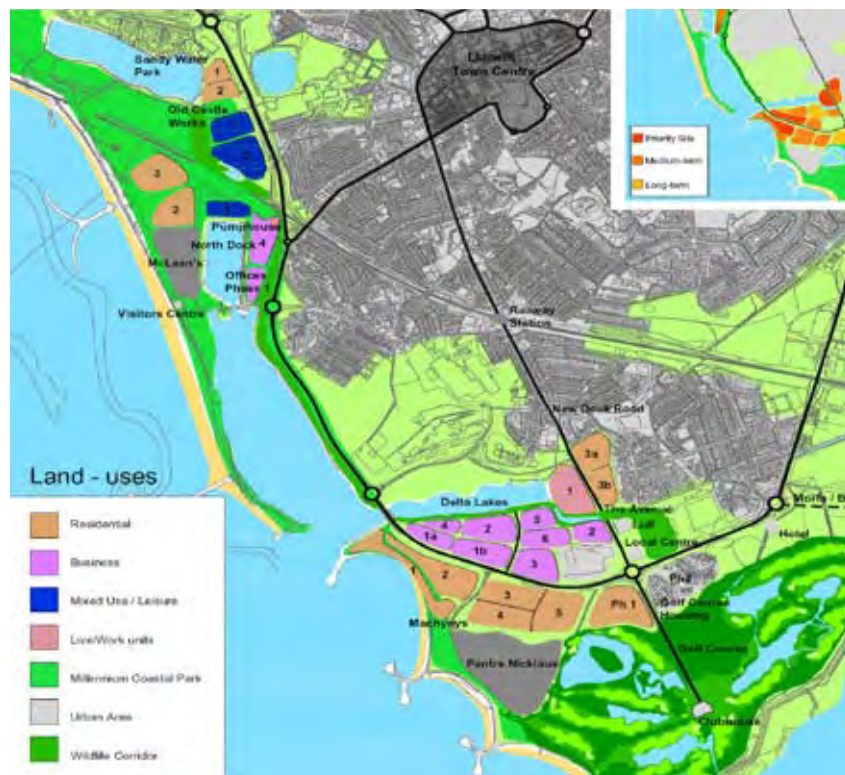 Sandy Water
Park
Llanelli
Town Centre
1
2
Old Castle
Works
2
3
3
Pumphouse
North Dock
4
McLean's
Offices
Phase 1
Visitors Centre
Railway
Station
New Dock Road
3a
3b
1
Delta Lakes
The Avenue
Local Centre
Hotel
4
2
3
1a
6
2
1b
3
1
2
3
4
5
Ph 1
Ph2
Machynys
Golf Course
Housing
Pentre Nicklaus
Golf Course
Clubhouse
Priority Site
Medium-term
Long-term
Land - uses
Residential
Business
Mixed Use / Leisure
Live/Work units
Millennium Coastal Park
Urban Area
Wildlife Corridor